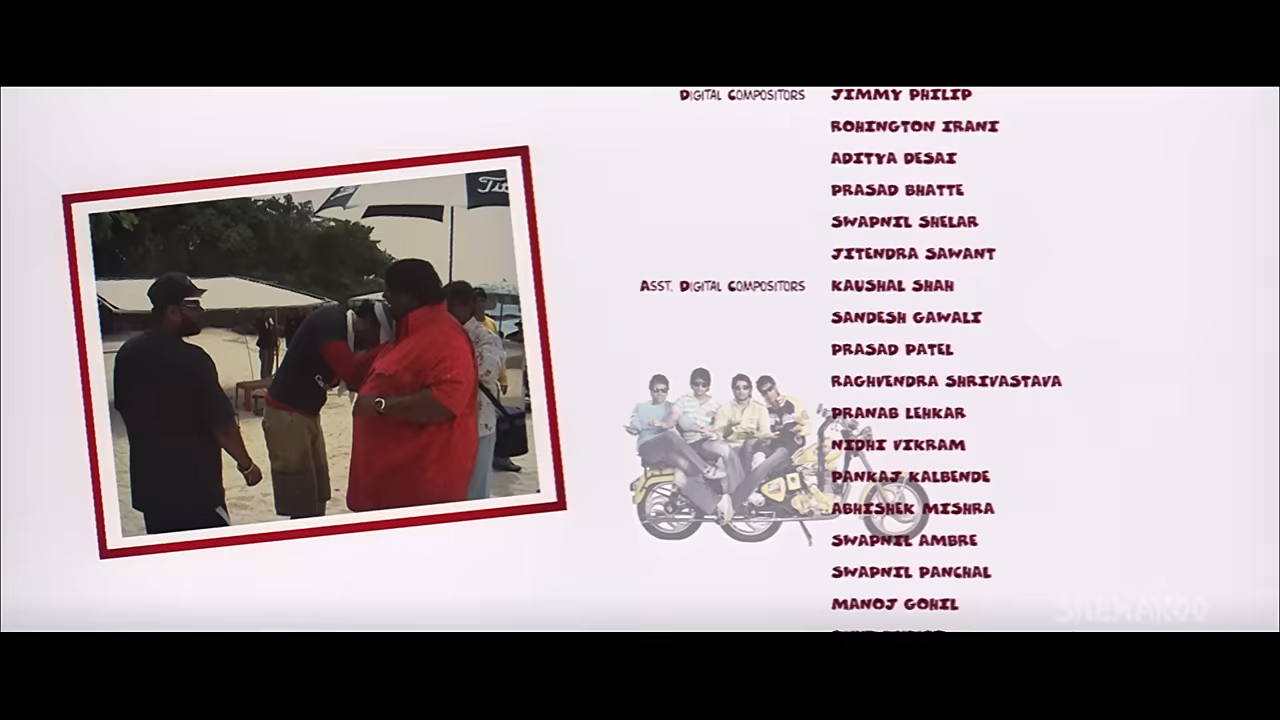 DIGITAL COMPOSITORS JIMMY PHILIP
ROHINGTON IRANI
ADITYA DESAI
PRASAD BHATTE
SWAPNIL SHELAR
JITENDRA SAWANT
ASST. DIGITAL COMPOSITORS KAUSHAL SHAH
SANDESH GAWALI
PRASAD PATEL
RAGHVENDRA SHRIVASTAVA
PRANAB LEHKAR
NIDHI VIKRAM
PANKAJ KALBENDE
ABHISHEK MISHRA
SWAPNIL AMBRE
SWAPNIL PANCHAL
MANOJ GOHIL
SHEMAROO